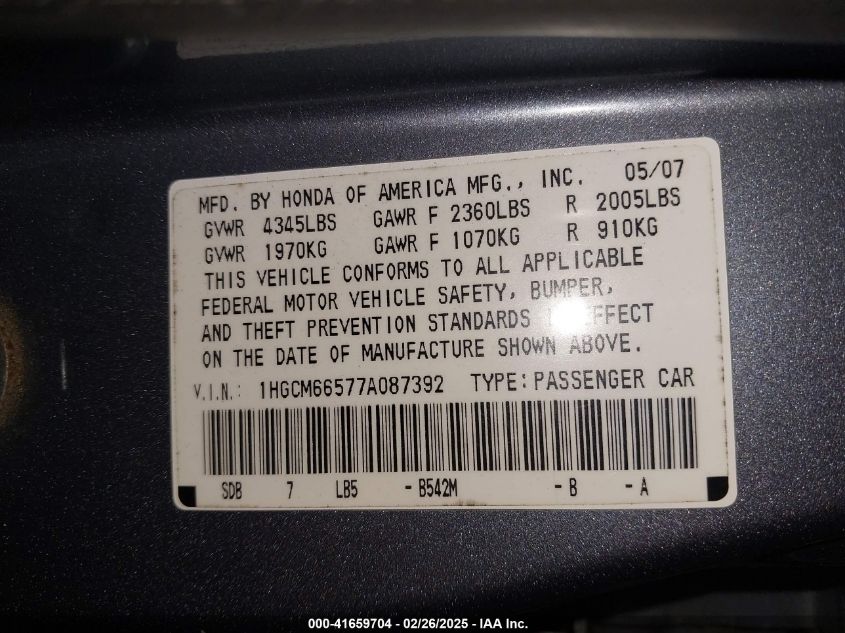 MFD. BY HONDA OF AMERICA MFG., INC. 05/07
GVWR 4345LBS GAWR F 2360LBS R 2005LBS
GVWR 1970KG GAWR F 1070KG R 910KG
THIS VEHICLE CONFORMS TO ALL APPLICABLE
FEDERAL MOTOR VEHICLE SAFETY, BUMPER,
AND THEFT PREVENTION STANDARDS IN EFFECT
ON THE DATE OF MANUFACTURE SHOWN ABOVE.
V.I.N.: 1HGCM66577A087392 TYPE: PASSENGER CAR
SDB 7 LB5 - B542M - B - A
000-41659704 - 02/26/2025 - IAA Inc.